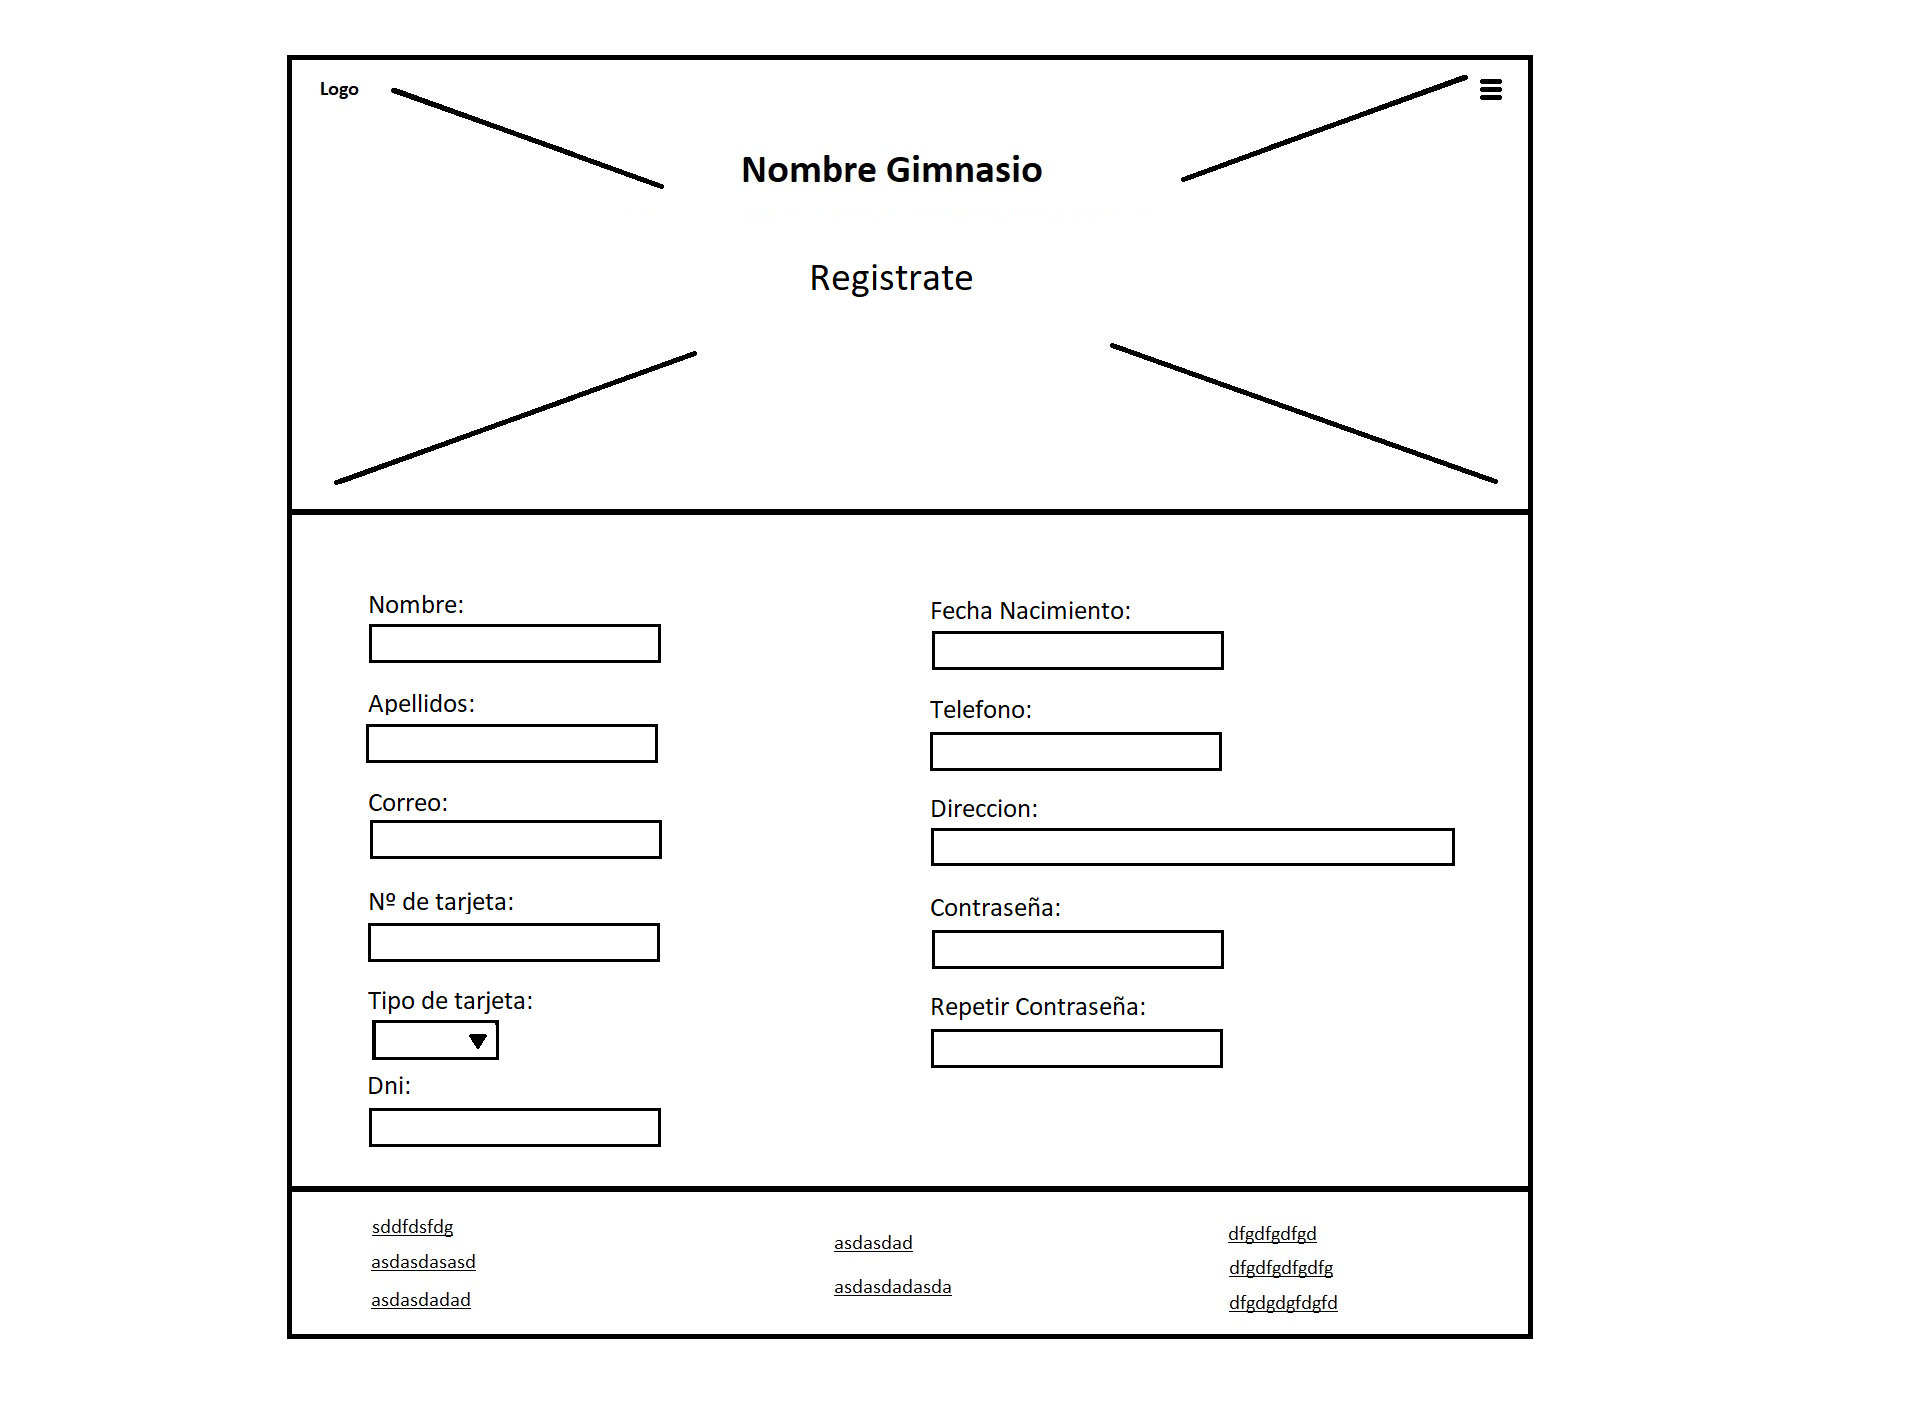 Logo
Nombre Gimnasio
Registrate
Nombre:
Apellidos:
Correo:
Nº de tarjeta:
Tipo de tarjeta:
Dni:
Fecha Nacimiento:
Telefono:
Direccion:
Contraseña:
Repetir Contraseña:
sddfdsfdg
asdasdasasd
asdasdadad
asdasdad
asdasdadasda
dfgdfgdfgd
dfgdfgdfgdfg
dfgdgdgfdgfd